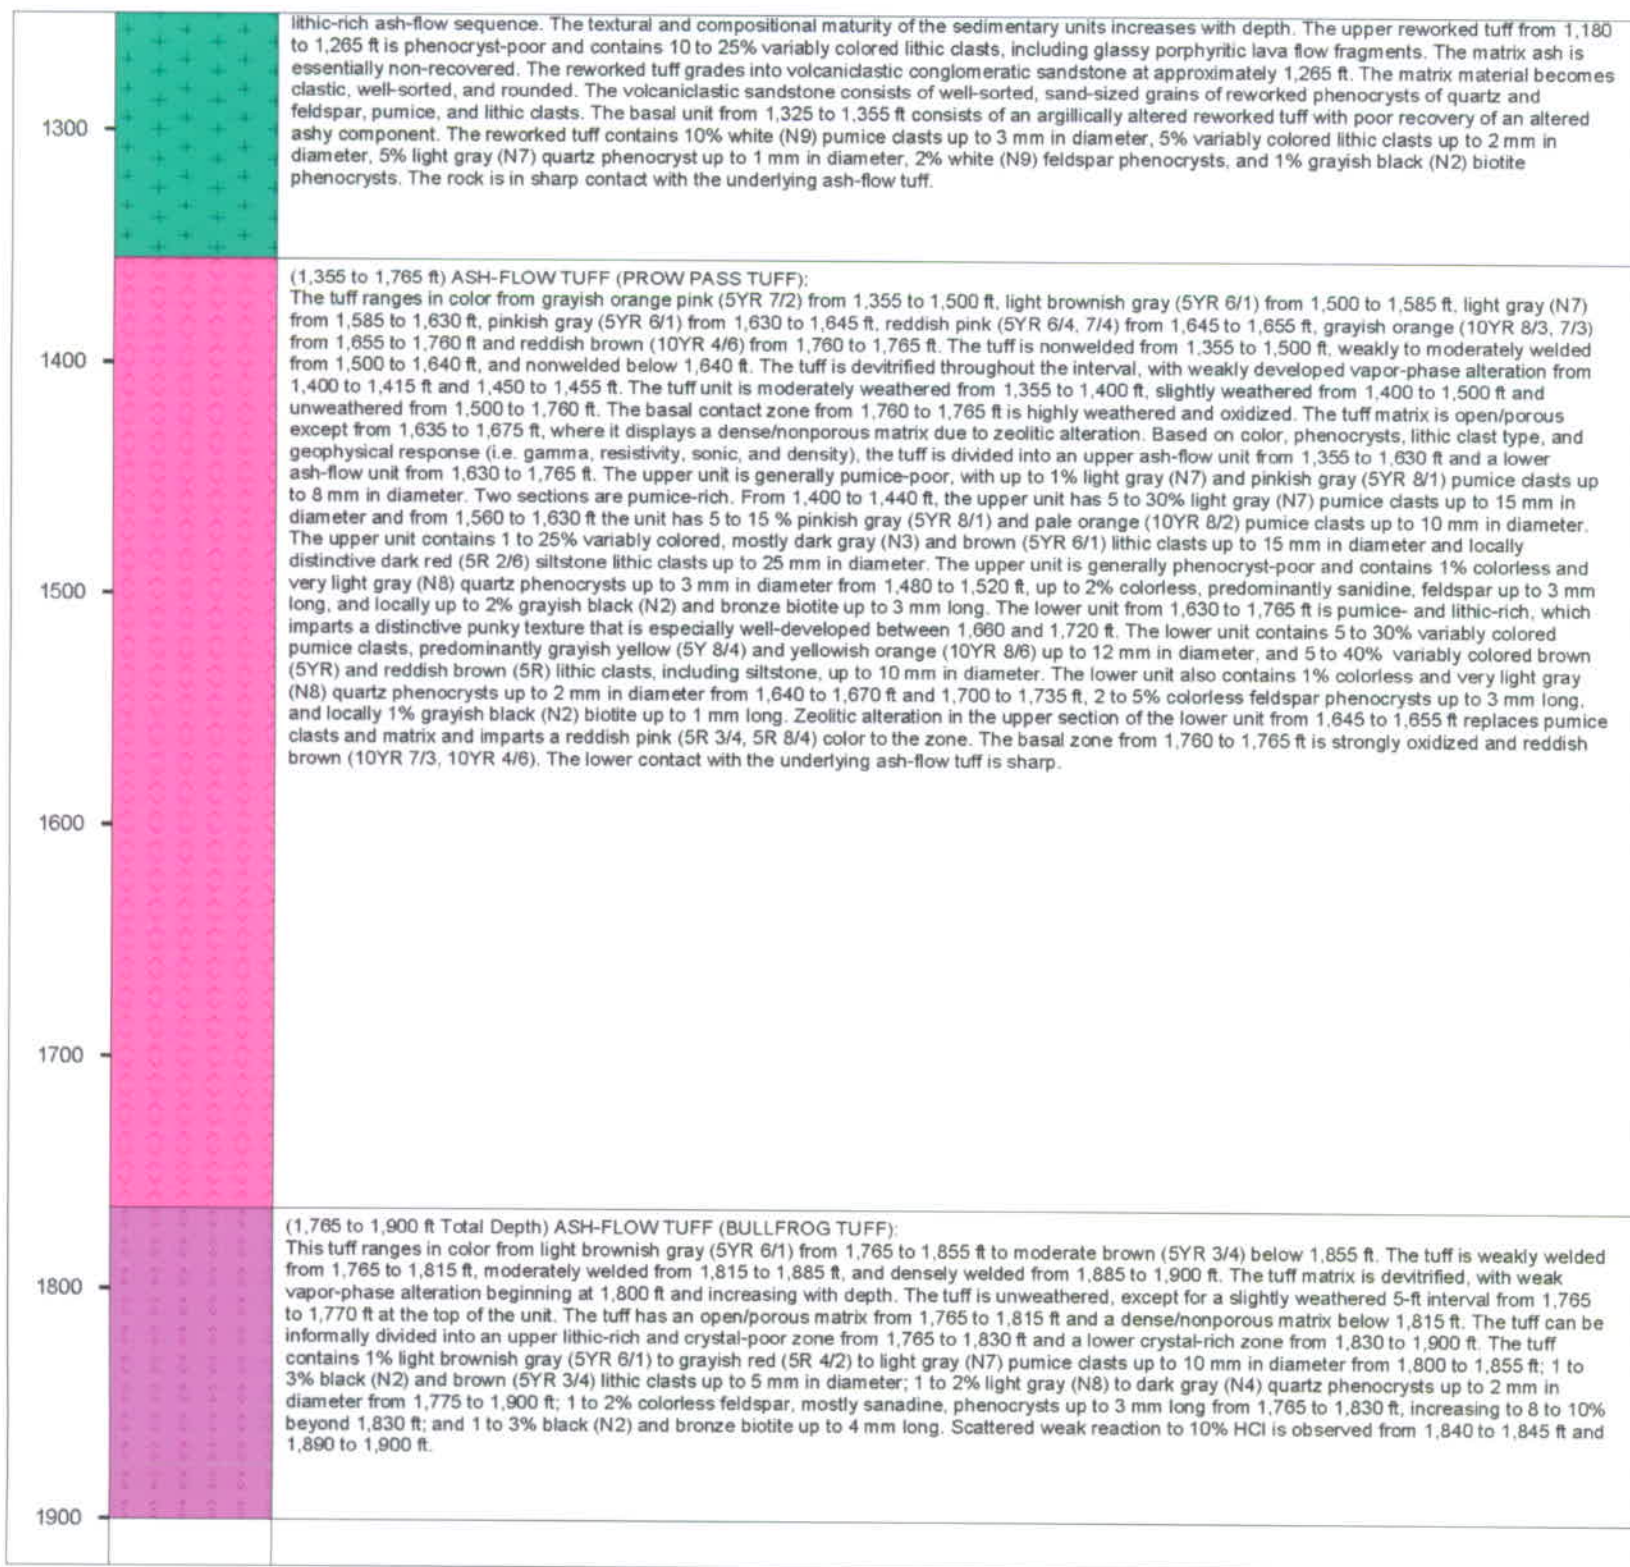 lithic-rich ash-flow sequence. The textural and compositional maturity of the sedimentary units increases with depth. The upper reworked tuff from 1,180
to 1,265 ft is phenocryst-poor and contains 10 to 25% variably colored lithic clasts, including glassy porphyritic lava flow fragments. The matrix ash is
essentially non-recovered. The reworked tuff grades into volcaniclastic conglomeratic sandstone at approximately 1,265 ft. The matrix material becomes
clastic, well-sorted, and rounded. The volcaniclastic sandstone consists of well-sorted, sand-sized grains of reworked phenocrysts of quartz and
feldspar, pumice, and lithic clasts. The basal unit from 1,325 to 1,355 ft consists of an argillically altered reworked tuff with poor recovery of an altered
1300
ashy component. The reworked tuff contains 10% white (N9) pumice clasts up to 3 mm in diameter, 5% variably colored lithic clasts up to 2 mm in
diameter, 5% light gray (N7) quartz phenocryst up to 1 mm in diameter, 2% white (N9) feldspar phenocrysts, and 1% grayish black (N2) biotite
phenocrysts. The rock is in sharp contact with the underlying ash-flow tuff.
(1,355 to 1,765 ft) ASH-FLOW TUFF (PROW PASS TUFF):
The tuff ranges in color from grayish orange pink (5YR 7/2) from 1,355 to 1,500 ft, light brownish gray (5YR 6/1) from 1,500 to 1,585 ft, light gray (N7)
from 1,585 to 1,630 ft, pinkish gray (5YR 6/1) from 1,630 to 1,645 ft, reddish pink (5YR 6/4, 7/4) from 1,645 to 1,655 ft, grayish orange (10YR 8/3, 7/3)
from 1,655 to 1,760 ft and reddish brown (10YR 4/6) from 1,760 to 1,765 ft. The tuff is nonwelded from 1,355 to 1,500 ft, weakly to moderately welded
1400
from 1,500 to 1,640 ft, and nonwelded below 1,640 ft. The tuff is devitrified throughout the interval, with weakly developed vapor-phase alteration from
1,400 to 1,415 ft and 1,450 to 1,455 ft. The tuff unit is moderately weathered from 1,355 to 1,400 ft, slightly weathered from 1,400 to 1,500 ft and
unweathered from 1,500 to 1,760 ft. The basal contact zone from 1,760 to 1,765 ft is highly weathered and oxidized. The tuff matrix is open/porous
except from 1,635 to 1,675 ft, where it displays a dense/nonporous matrix due to zeolitic alteration. Based on color, phenocrysts, lithic clast type, and
geophysical response (i.e. gamma, resistivity, sonic, and density), the tuff is divided into an upper ash-flow unit from 1,355 to 1,630 ft and a lower
ash-flow unit from 1,630 to 1,765 ft. The upper unit is generally pumice-poor, with up to 1% light gray (N7) and pinkish gray (5YR 8/1) pumice clasts up
to 8 mm in diameter. Two sections are pumice-rich. From 1,400 to 1,440 ft, the upper unit has 5 to 30% light gray (N7) pumice clasts up to 15 mm in
diameter and from 1,560 to 1,630 ft the unit has 5 to 15 % pinkish gray (5YR 8/1) and pale orange (10YR 8/2) pumice clasts up to 10 mm in diameter.
The upper unit contains 1 to 25% variably colored, mostly dark gray (N3) and brown (5YR 6/1) lithic clasts up to 15 mm in diameter and locally
distinctive dark red (5R 2/6) siltstone lithic clasts up to 25 mm in diameter. The upper unit is generally phenocryst-poor and contains 1% colorless and
1500
very light gray (N8) quartz phenocrysts up to 3 mm in diameter from 1,480 to 1,520 ft, up to 2% colorless, predominantly sanidine, feldspar up to 3 mm
long, and locally up to 2% grayish black (N2) and bronze biotite up to 3 mm long. The lower unit from 1,630 to 1,765 ft is pumice- and lithic-rich, which
imparts a distinctive punky texture that is especially well-developed between 1,660 and 1,720 ft. The lower unit contains 5 to 30% variably colored
pumice clasts, predominantly grayish yellow (5Y 8/4) and yellowish orange (10YR 8/6) up to 12 mm in diameter, and 5 to 40% variably colored brown
(5YR) and reddish brown (5R) lithic clasts, including siltstone, up to 10 mm in diameter. The lower unit also contains 1% colorless and very light gray
(N8) quartz phenocrysts up to 2 mm in diameter from 1,640 to 1,670 ft and 1,700 to 1,735 ft, 2 to 5% colorless feldspar phenocrysts up to 3 mm long,
and locally 1% grayish black (N2) biotite up to 1 mm long. Zeolitic alteration in the upper section of the lower unit from 1,645 to 1,655 ft replaces pumice
clasts and matrix and imparts a reddish pink (5R 3/4, 5R 8/4) color to the zone. The basal zone from 1,760 to 1,765 ft is strongly oxidized and reddish
brown (10YR 7/3, 10YR 4/6). The lower contact with the underlying ash-flow tuff is sharp.
1600
1700
(1,765 to 1,900 ft Total Depth) ASH-FLOW TUFF (BULLFROG TUFF):
This tuff ranges in color from light brownish gray (5YR 6/1) from 1,765 to 1,855 ft to moderate brown (5YR 3/4) below 1,855 ft. The tuff is weakly welded
from 1,765 to 1,815 ft, moderately welded from 1,815 to 1,885 ft, and densely welded from 1,885 to 1,900 ft. The tuff matrix is devitrified, with weak
1800
vapor-phase alteration beginning at 1,800 ft and increasing with depth. The tuff is unweathered, except for a slightly weathered 5-ft interval from 1,765
to 1,770 ft at the top of the unit. The tuff has an open/porous matrix from 1,765 to 1,815 ft and a dense/nonporous matrix below 1,815 ft. The tuff can be
informally divided into an upper lithic-rich and crystal-poor zone from 1,765 to 1,830 ft and a lower crystal-rich zone from 1,830 to 1,900 ft. The tuff
contains 1% light brownish gray (5YR 6/1) to grayish red (5R 4/2) to light gray (N7) pumice clasts up to 10 mm in diameter from 1,800 to 1,855 ft; 1 to
3% black (N2) and brown (5YR 3/4) lithic clasts up to 5 mm in diameter; 1 to 2% light gray (N8) to dark gray (N4) quartz phenocrysts up to 2 mm in
diameter from 1,775 to 1,900 ft; 1 to 2% colorless feldspar, mostly sanadine, phenocrysts up to 3 mm long from 1,765 to 1,830 ft, increasing to 8 to 10%
beyond 1,830 ft; and 1 to 3% black (N2) and bronze biotite up to 4 mm long. Scattered weak reaction to 10% HCl is observed from 1,840 to 1,845 ft and
1,890 to 1,900 ft.
1900